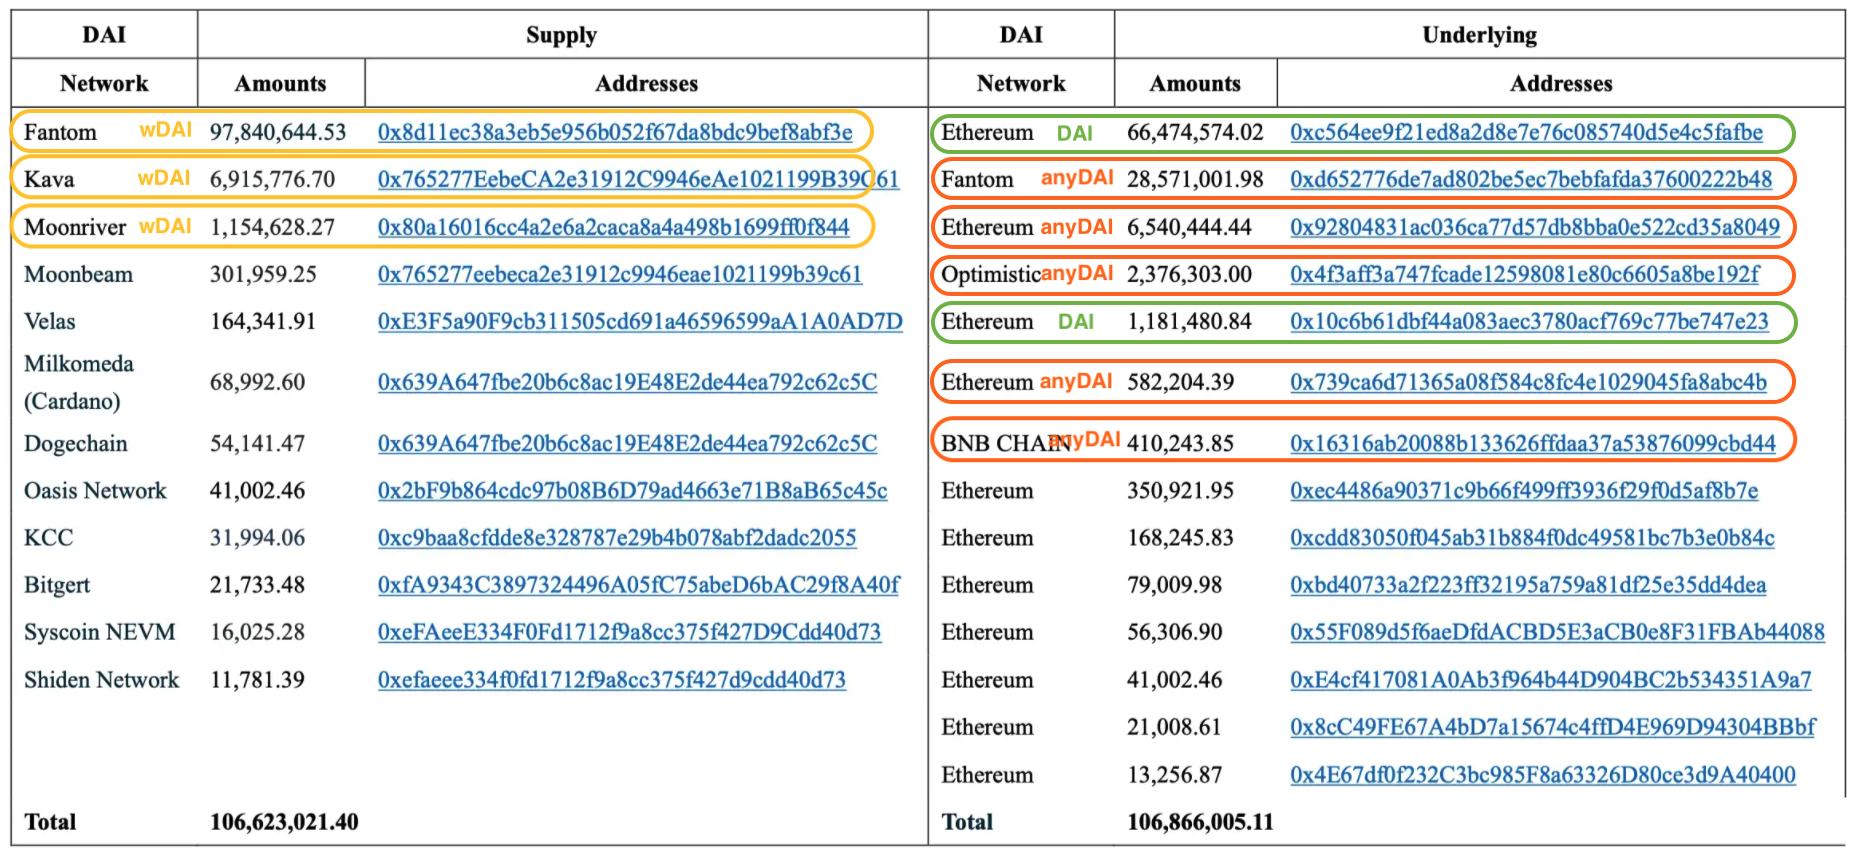 DAI Supply DAI Underlying
Network Amounts Addresses Network Amounts Addresses
Fantom wDAI 97,840,644.53 0x8d11ec38a3eb5e956b052f67da8bdc9bef8abf3e Ethereum DAI 66,474,574.02 0xc564ee9f21ed8a2d8e7e76c085740d5e4c5fafbe
Kava wDAI 6,915,776.70 0x765277EebeCA2e31912C9946eAe1021199B39C61 Fantom anyDAI 28,571,001.98 0xd652776de7ad802be5ec7bebfafda37600222b48
Moonriver wDAI 1,154,628.27 0x80a16016cc4a2e6a2caca8a4a498b1699ff0f844 Ethereum anyDAI 6,540,444.44 0x92804831ac036ca77d57db8bba0e522cd35a8049
Moonbeam 301,959.25 0x765277eebeca2e31912c9946eae1021199b39c61 Optimistic anyDAI 2,376,303.00 0x4f3aff3a747fcade12598081e80c6605a8be192f
Velas 164,341.91 0xE3F5a90F9cb311505cd691a46596599aA1A0AD7D Ethereum DAI 1,181,480.84 0x10c6b61dbf44a083aec3780acf769c77be747e23
Milkomeda
(Cardano) 68,992.60 0x639A647fbe20b6c8ac19E48E2de44ea792c62c5C Ethereum anyDAI 582,204.39 0x739ca6d71365a08f584c8fc4e1029045fa8abc4b
Dogechain 54,141.47 0x639A647fbe20b6c8ac19E48E2de44ea792c62c5C BNB CHAIN anyDAI 410,243.85 0x16316ab20088b133626ffdaa37a53876099cbd44
Oasis Network 41,002.46 0x2bF9b864cdc97b08B6D79ad4663e71B8aB65c45c Ethereum 350,921.95 0xec4486a90371c9b66f499ff3936f29f0d5af8b7e
KCC 31,994.06 0xc9baa8cfdde8e328787e29b4b078abf2dadc2055 Ethereum 168,245.83 0xcdd83050f045ab31b884f0dc49581bc7b3e0b84c
Bitgert 21,733.48 0xfA9343C3897324496A05fC75abeD6bAC29f8A40f Ethereum 79,009.98 0xbd40733a2f223ff32195a759a81df25e35dd4dea
Syscoin NEVM 16,025.28 0xeFAeeE334F0Fd1712f9a8cc375f427D9Cdd40d73 Ethereum 56,306.90 0x55F089d5f6aeDfdACBD5E3aCB0e8F31FBAb44088
Shiden Network 11,781.39 0xefaeee334f0fd1712f9a8cc375f427d9cdd40d73 Ethereum 41,002.46 0xE4cf417081A0Ab3f964b44D904BC2b534351A9a7
Ethereum 21,008.61 0x8cC49FE67A4bD7a15674c4ffD4E969D94304BBbf
Ethereum 13,256.87 0x4E67df0f232C3bc985F8a63326D80ce3d9A40400
Total 106,623,021.40 Total 106,866,005.11